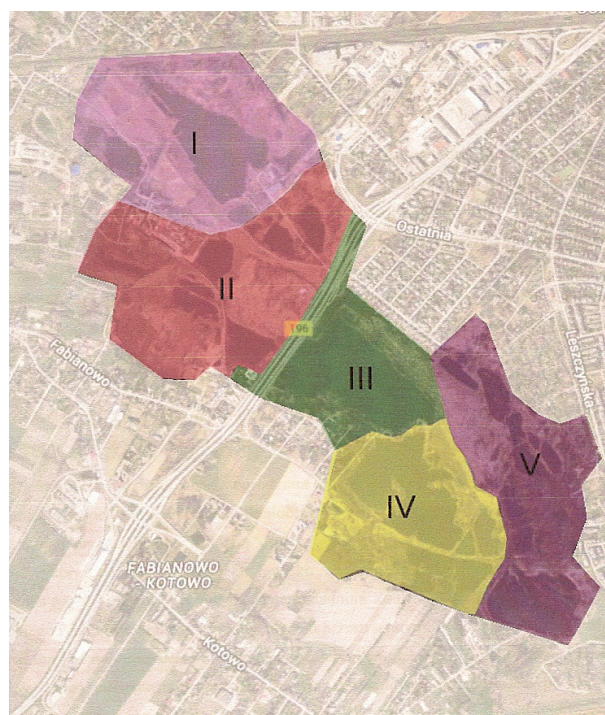 I
Ostatnia
II
196
Fabianowo
Leszczyńska
III
V
IV
FABIANOWO
- KOTOWO
Kotowo